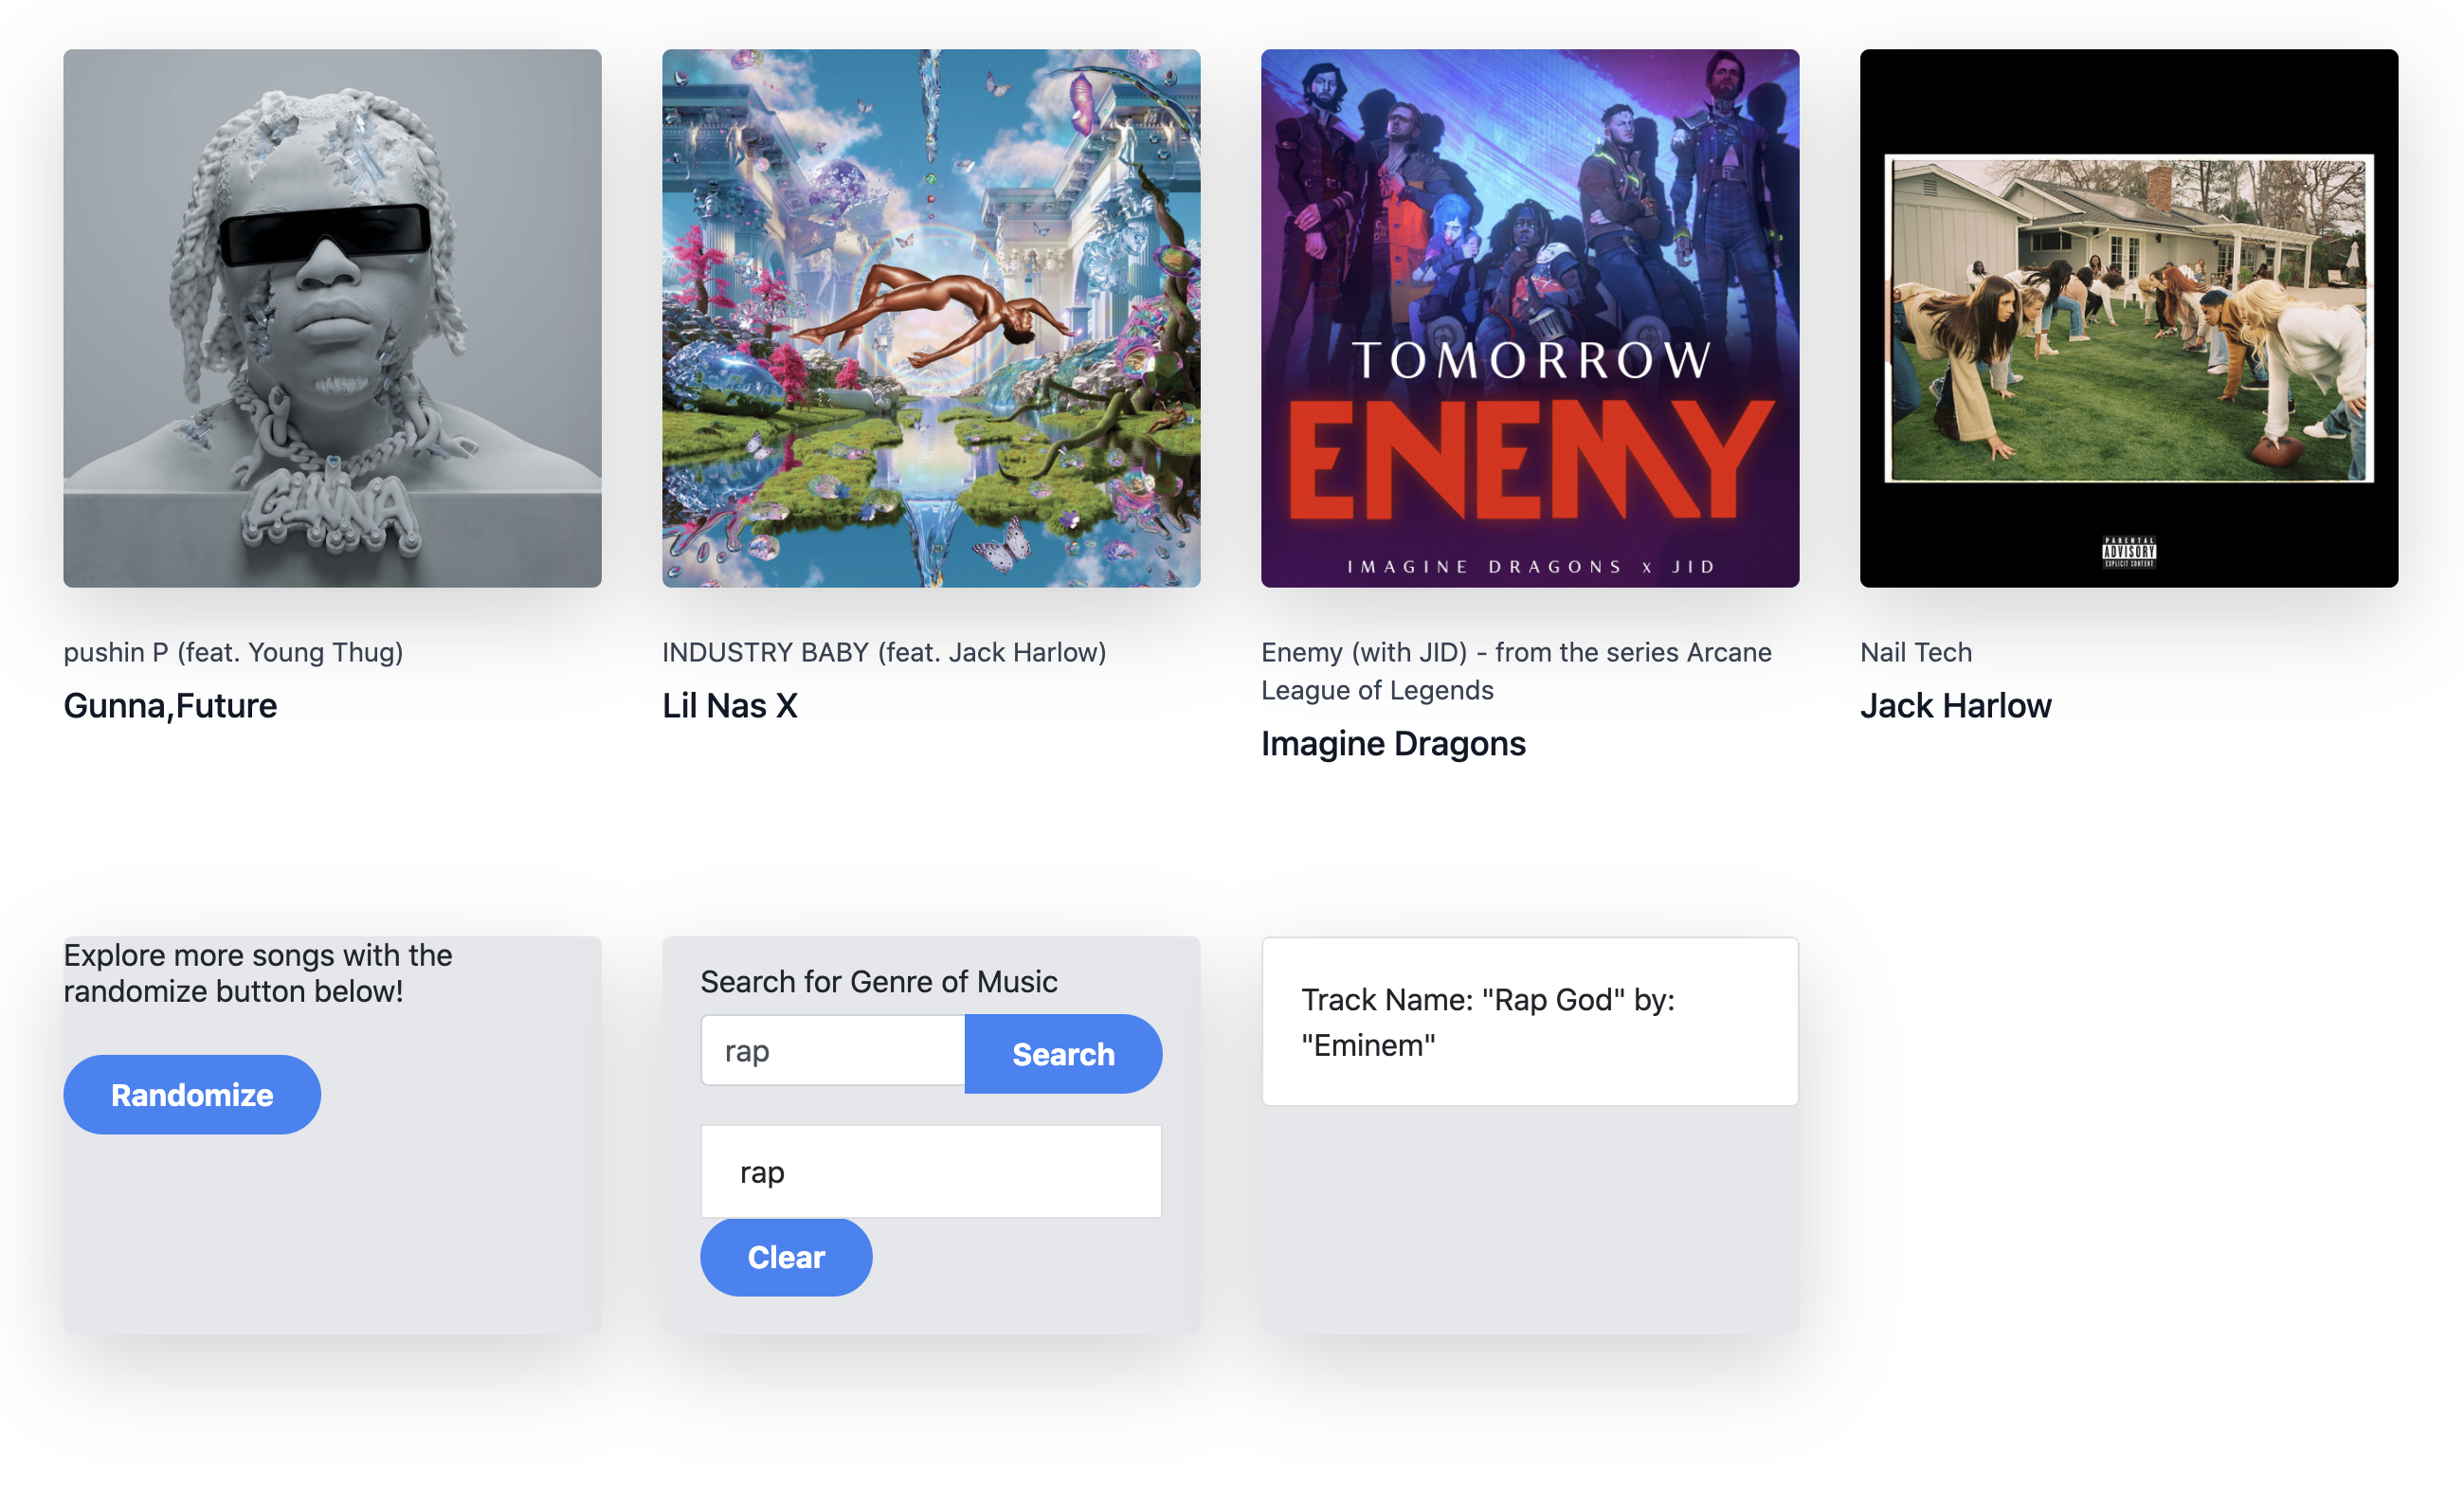 GUNNA
TOMORROW
ENEMY
IMAGINE DRAGONS x JID
PARENTAL
ADVISORY
EXPLICIT CONTENT
pushin P (feat. Young Thug)
Gunna,Future
INDUSTRY BABY (feat. Jack Harlow)
Lil Nas X
Enemy (with JID) - from the series Arcane
League of Legends
Imagine Dragons
Nail Tech
Jack Harlow
Explore more songs with the
randomize button below!
Randomize
Search for Genre of Music
rap
Search
rap
Clear
Track Name: "Rap God" by:
"Eminem"